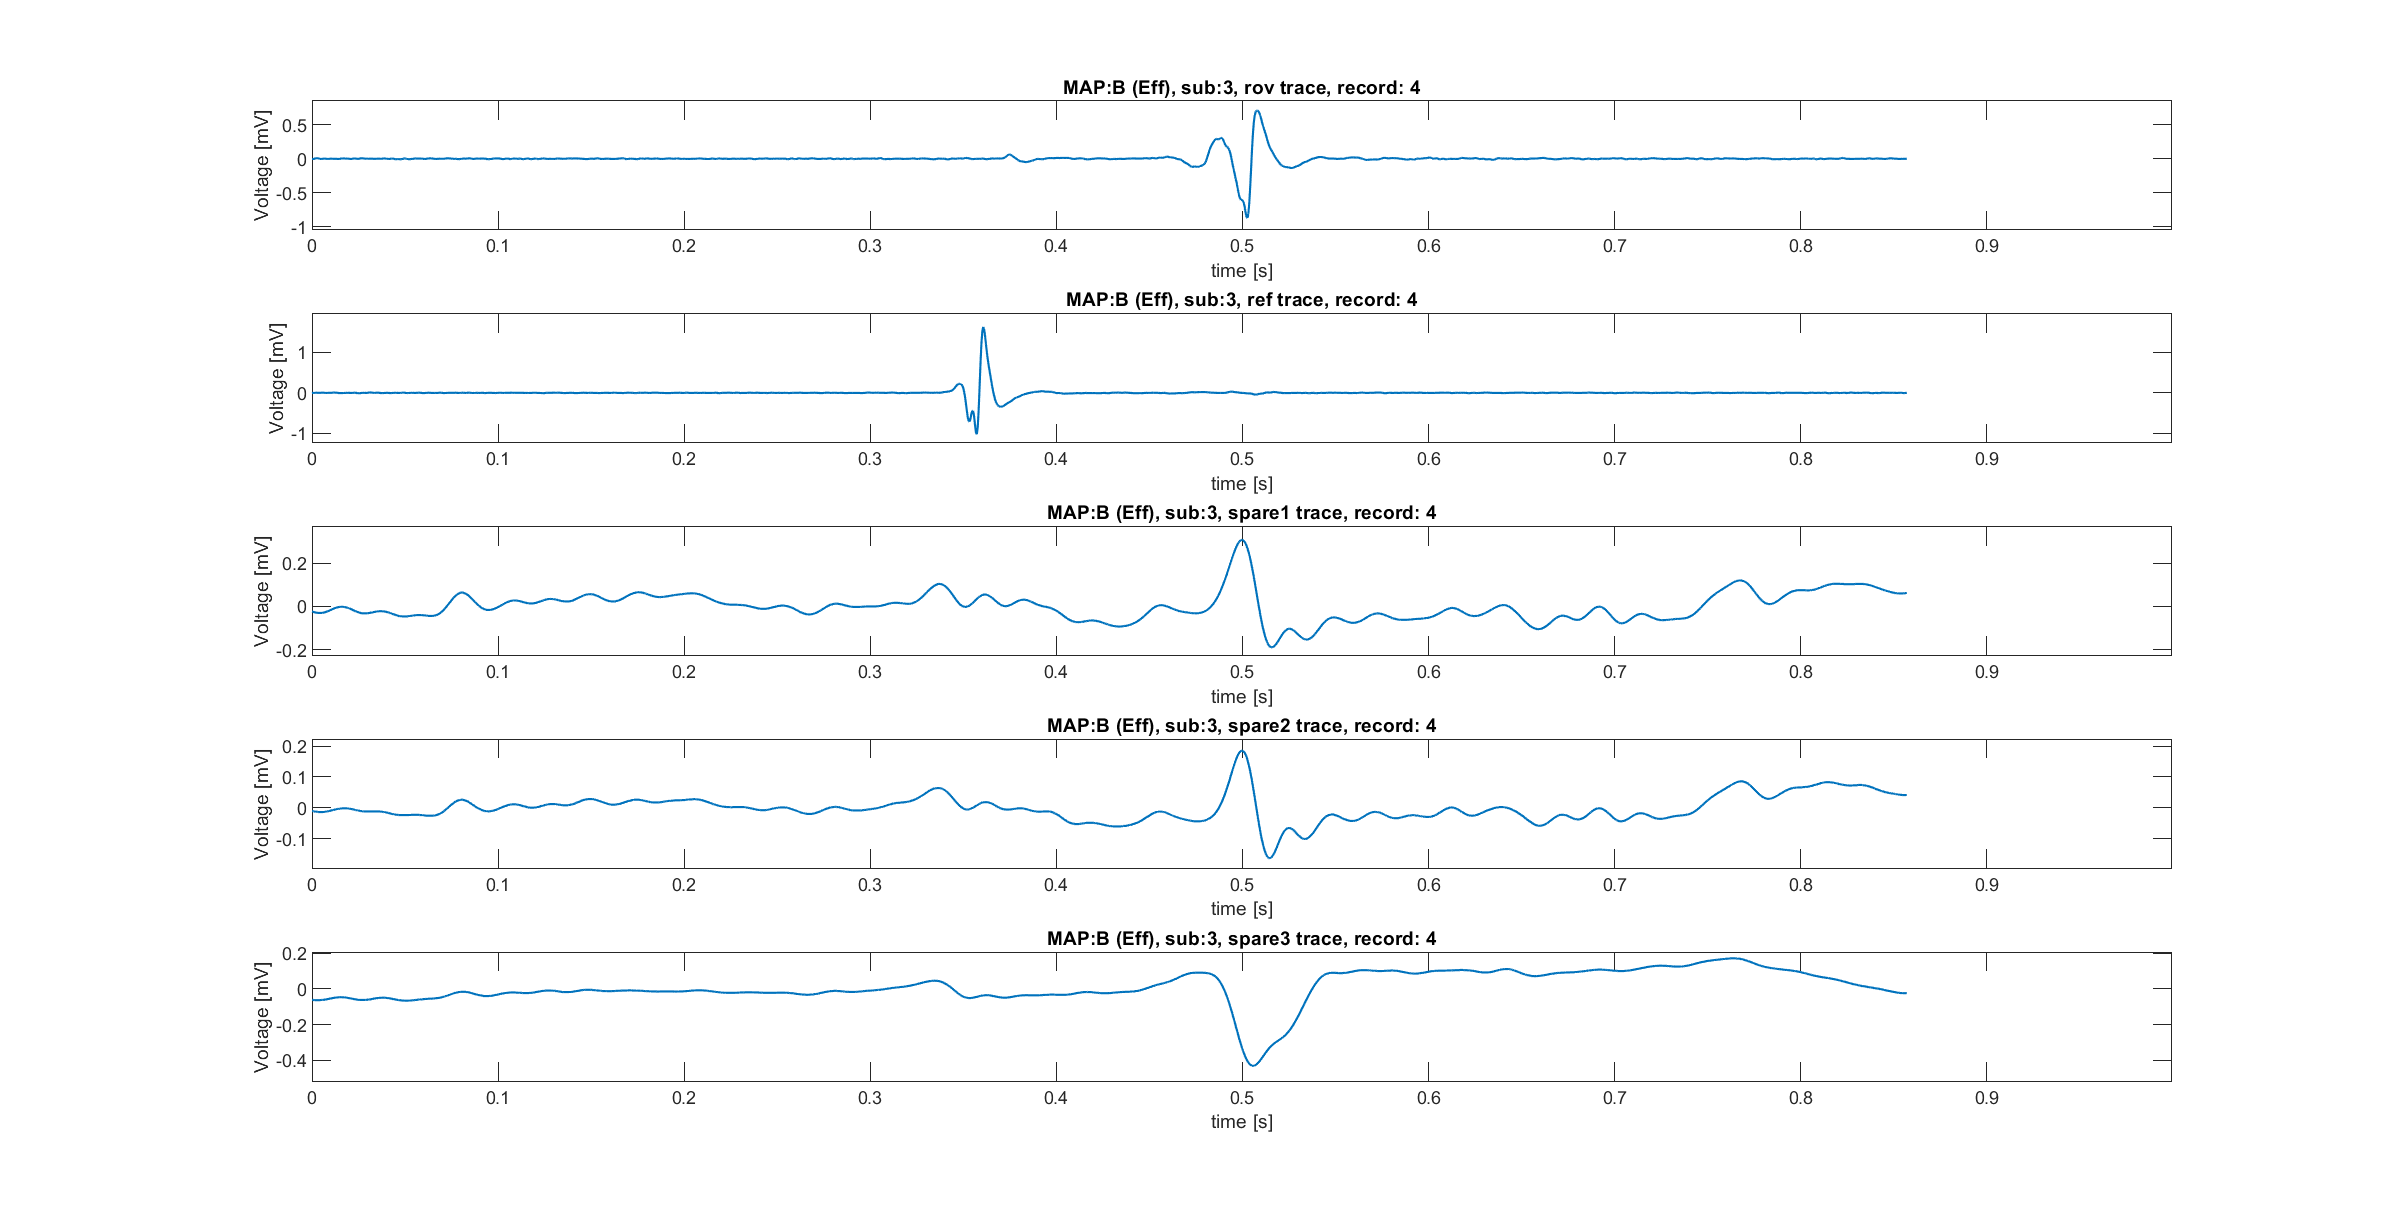 MAP:B (Eff), sub:3, rov trace, record: 4
Voltage [mV]
0.5
0
-0.5
-1
0 0.1 0.2 0.3 0.4 0.5 0.6 0.7 0.8 0.9
time [s]
MAP:B (Eff), sub:3, ref trace, record: 4
Voltage [mV]
1
0
-1
0 0.1 0.2 0.3 0.4 0.5 0.6 0.7 0.8 0.9
time [s]
MAP:B (Eff), sub:3, spare1 trace, record: 4
Voltage [mV]
0.2
0
-0.2
0 0.1 0.2 0.3 0.4 0.5 0.6 0.7 0.8 0.9
time [s]
MAP:B (Eff), sub:3, spare2 trace, record: 4
Voltage [mV]
0.2
0.1
0
-0.1
0 0.1 0.2 0.3 0.4 0.5 0.6 0.7 0.8 0.9
time [s]
MAP:B (Eff), sub:3, spare3 trace, record: 4
Voltage [mV]
0.2
0
-0.2
-0.4
0 0.1 0.2 0.3 0.4 0.5 0.6 0.7 0.8 0.9
time [s]